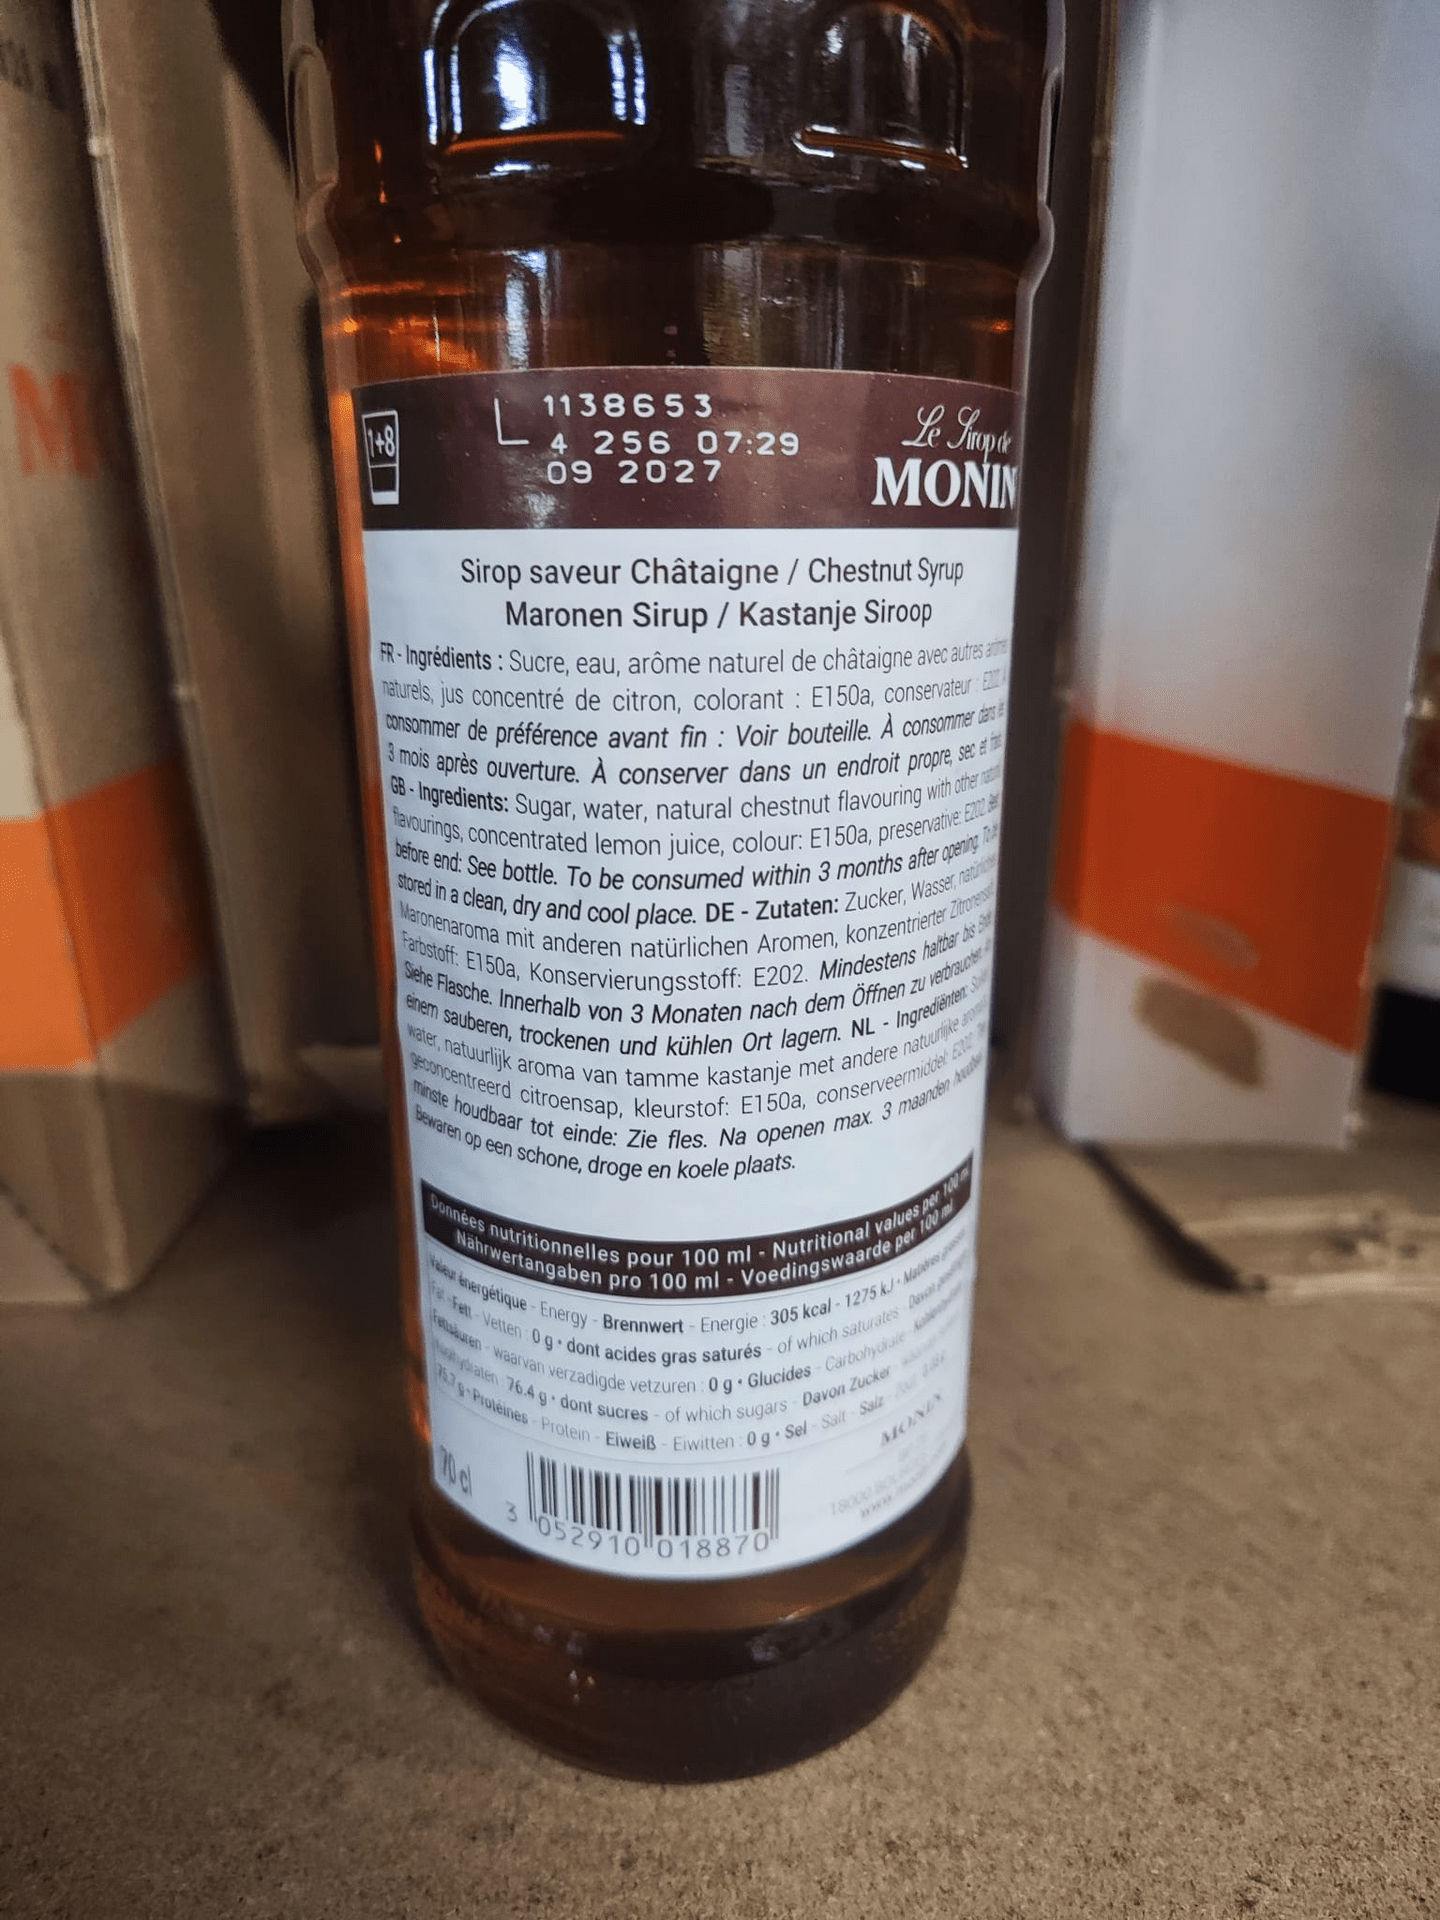 1+8
L 1138653
4 256 07:29
09 2027
Le Sirop de
MONIN
Sirop saveur Châtaigne / Chestnut Syrup
Maronen Sirup / Kastanje Siroop
FR - Ingrédients : Sucre, eau, arôme naturel de châtaigne avec autres arômes
naturels, jus concentré de citron, colorant : E150a, conservateur : E202. À
consommer de préférence avant fin : Voir bouteille. À consommer dans les
3 mois après ouverture. À conserver dans un endroit propre, sec et frais.
GB - Ingredients: Sugar, water, natural chestnut flavouring with other natural
flavourings, concentrated lemon juice, colour: E150a, preservative: E202. Best
before end: See bottle. To be consumed within 3 months after opening. To be
stored in a clean, dry and cool place. DE - Zutaten: Zucker, Wasser, natürliches
Maronenaroma mit anderen natürlichen Aromen, konzentrierter Zitronensaft,
Farbstoff: E150a, Konservierungsstoff: E202. Mindestens haltbar bis Ende:
Siehe Flasche. Innerhalb von 3 Monaten nach dem Öffnen zu verbrauchen. An
einem sauberen, trockenen und kühlen Ort lagern. NL - Ingrediënten: Suiker,
water, natuurlijk aroma van tamme kastanje met andere natuurlijke aroma's,
geconcentreerd citroensap, kleurstof: E150a, conserveermiddel: E202. Ten
minste houdbaar tot einde: Zie fles. Na openen max. 3 maanden houdbaar.
Bewaren op een schone, droge en koele plaats.
Données nutritionnelles pour 100 ml - Nutritional values per 100 ml
Nährwertangaben pro 100 ml - Voedingswaarde per 100 ml
Valeur énergétique - Energy - Brennwert - Energie : 305 kcal - 1275 kJ • Matières grasses
Fat - Fett - Vetten : 0 g • dont acides gras saturés - of which saturates - Davon
Fettsäuren - waarvan verzadigde vetzuren : 0 g • Glucides - Carbohydrate -
Koolhydraten 76.4 g • dont sucres - of which sugars - Davon Zucker -
75.7 g • Protéines - Protein - Eiweiß - Eiwitten : 0 g • Sel - Salt - Salz
MONIN
70 cl
3 052910 018870
18000